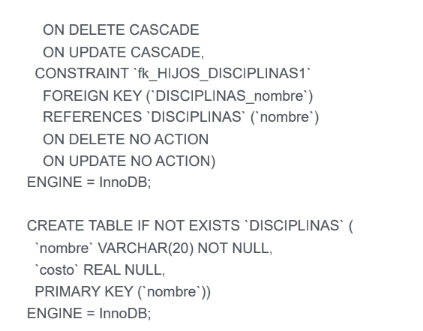 ON DELETE CASCADE
ON UPDATE CASCADE,
CONSTRAINT `fk_HIJOS_DISCIPLINAS1`
FOREIGN KEY (`DISCIPLINAS_nombre`)
REFERENCES `DISCIPLINAS` (`nombre`)
ON DELETE NO ACTION
ON UPDATE NO ACTION)
ENGINE = InnoDB;
CREATE TABLE IF NOT EXISTS `DISCIPLINAS` (
`nombre` VARCHAR(20) NOT NULL,
`costo` REAL NULL,
PRIMARY KEY (`nombre`))
ENGINE = InnoDB;